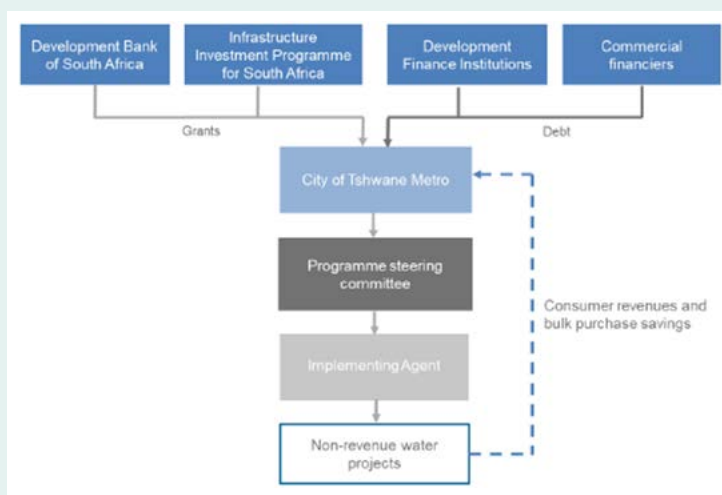 Development Bank
of South Africa
Infrastructure
Investment Programme
for South Africa
Development
Finance Institutions
Commercial
financiers
Grants
Debt
City of Tshwane Metro
Programme steering
committee
Consumer revenues and
bulk purchase savings
Implementing Agent
Non-revenue water
projects